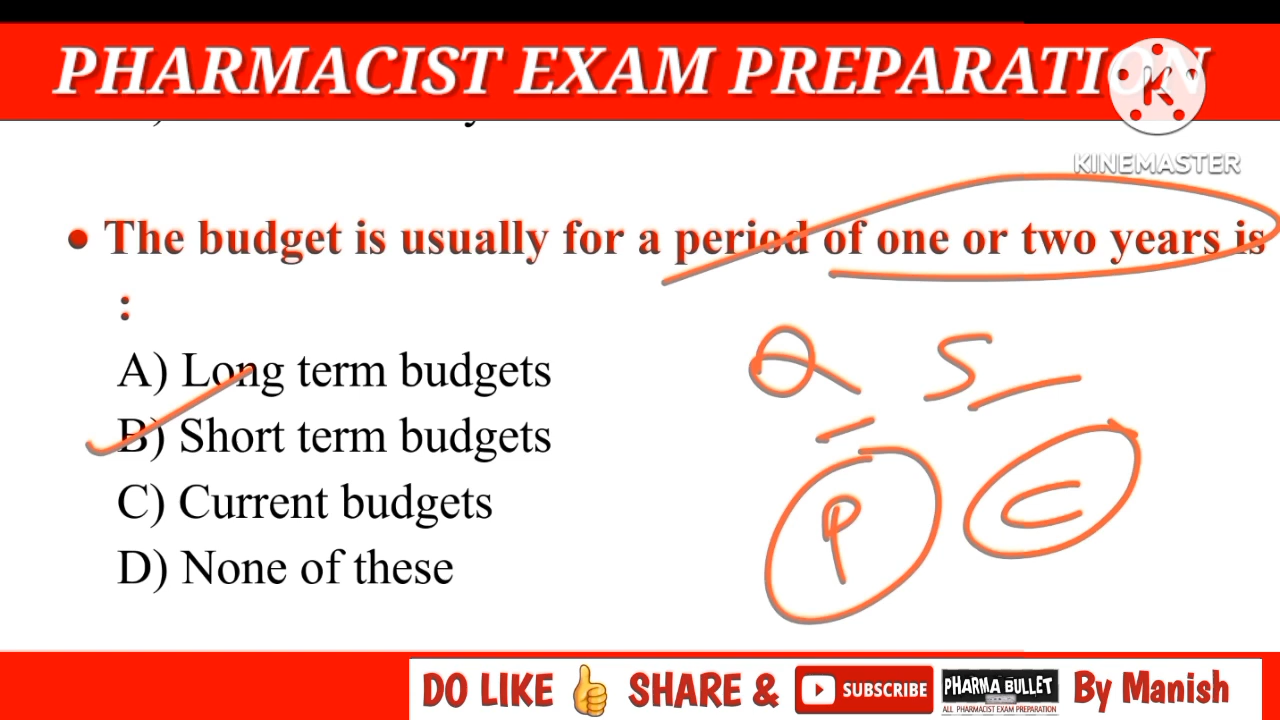 PHARMACIST EXAM PREPARATION
K
KINEMASTER
• The budget is usually for a period of one or two years is
:
A) Long term budgets
B) Short term budgets
C) Current budgets
D) None of these
Q S
P C
DO LIKE SHARE & SUBSCRIBE PHARMA BULLET By Manish
ALL PHARMACIST EXAM PREPARATION